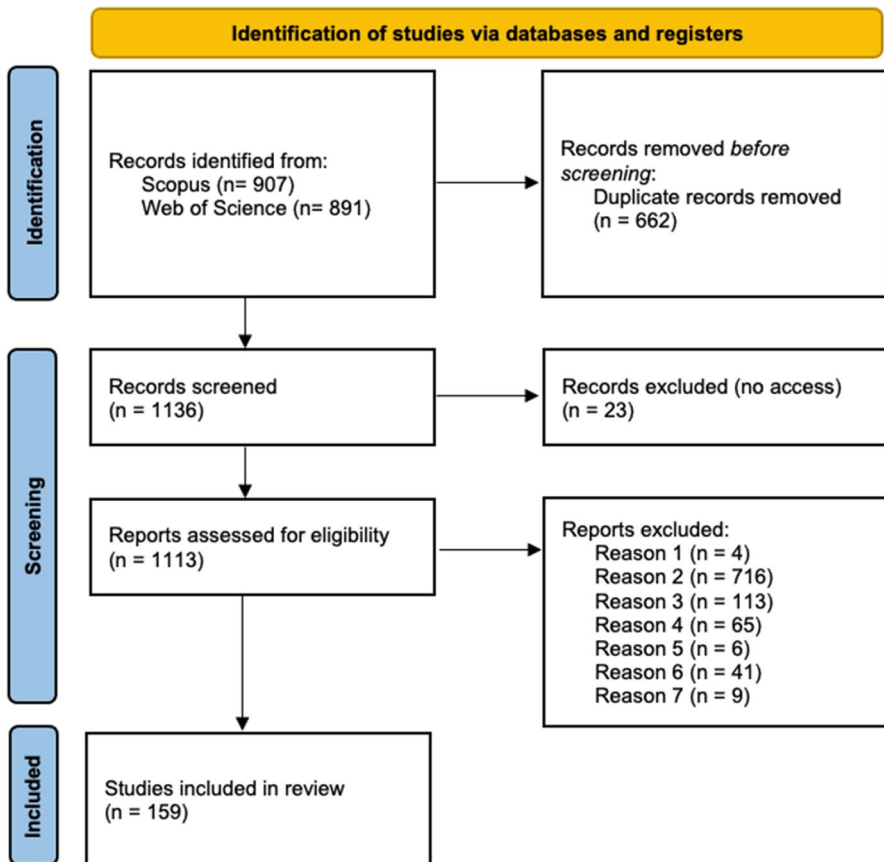 Identification of studies via databases and registers
Identification
Records identified from:
Scopus (n= 907)
Web of Science (n= 891)
Records removed before
screening:
Duplicate records removed
(n = 662)
Screening
Records screened
(n = 1136)
Records excluded (no access)
(n = 23)
Reports assessed for eligibility
(n = 1113)
Reports excluded:
Reason 1 (n = 4)
Reason 2 (n = 716)
Reason 3 (n = 113)
Reason 4 (n = 65)
Reason 5 (n = 6)
Reason 6 (n = 41)
Reason 7 (n = 9)
Included
Studies included in review
(n = 159)